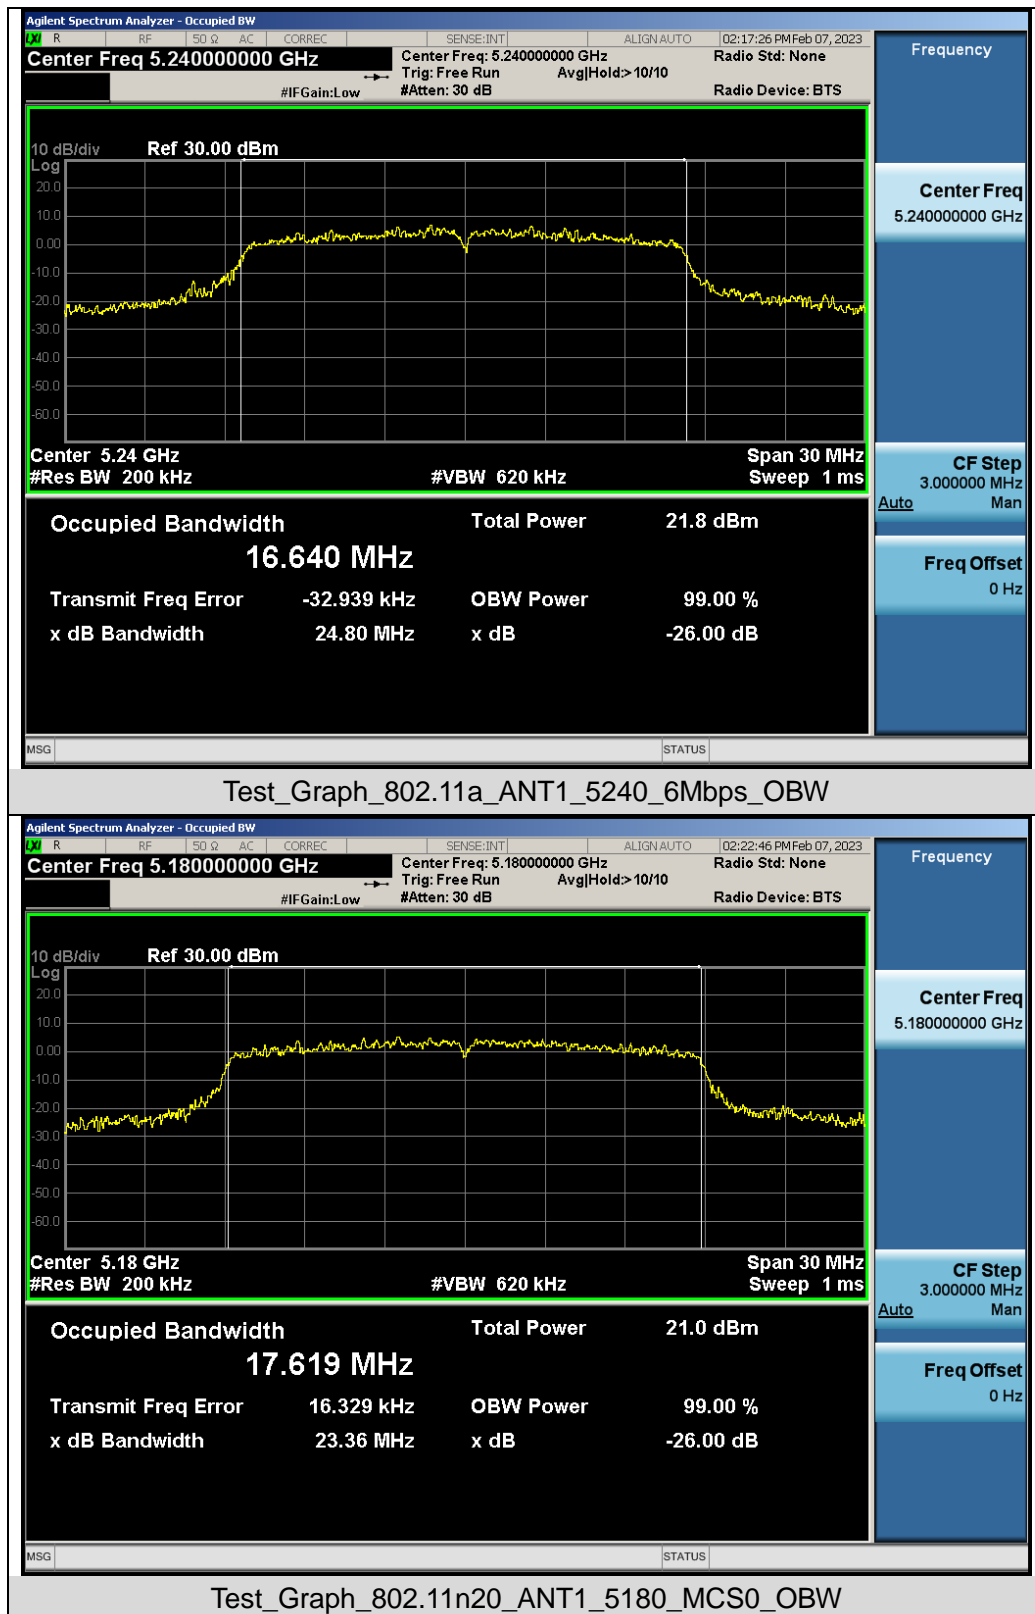 Agilent Spectrum Analyzer - Occupied BW
LXI R RF 50 Ω AC CORREC SENSE:INT ALIGN AUTO 02:17:26 PM Feb 07, 2023
Center Freq 5.240000000 GHz
Center Freq: 5.240000000 GHz Radio Std: None
Trig: Free Run Avg|Hold:> 10/10
#IFGain:Low #Atten: 30 dB Radio Device: BTS
Frequency
10 dB/div Ref 30.00 dBm
Log
20.0
10.0
0.00
-10.0
-20.0
-30.0
-40.0
-50.0
-60.0
Center 5.24 GHz Span 30 MHz
#Res BW 200 kHz #VBW 620 kHz Sweep 1 ms
Center Freq
5.240000000 GHz
CF Step
3.000000 MHz
Auto Man
Freq Offset
0 Hz
Occupied Bandwidth Total Power 21.8 dBm
16.640 MHz
Transmit Freq Error -32.939 kHz OBW Power 99.00 %
x dB Bandwidth 24.80 MHz x dB -26.00 dB
MSG STATUS
Test_Graph_802.11a_ANT1_5240_6Mbps_OBW
Agilent Spectrum Analyzer - Occupied BW
LXI R RF 50 Ω AC CORREC SENSE:INT ALIGN AUTO 02:22:46 PM Feb 07, 2023
Center Freq 5.180000000 GHz
Center Freq: 5.180000000 GHz Radio Std: None
Trig: Free Run Avg|Hold:> 10/10
#IFGain:Low #Atten: 30 dB Radio Device: BTS
Frequency
10 dB/div Ref 30.00 dBm
Log
20.0
10.0
0.00
-10.0
-20.0
-30.0
-40.0
-50.0
-60.0
Center 5.18 GHz Span 30 MHz
#Res BW 200 kHz #VBW 620 kHz Sweep 1 ms
Center Freq
5.180000000 GHz
CF Step
3.000000 MHz
Auto Man
Freq Offset
0 Hz
Occupied Bandwidth Total Power 21.0 dBm
17.619 MHz
Transmit Freq Error 16.329 kHz OBW Power 99.00 %
x dB Bandwidth 23.36 MHz x dB -26.00 dB
MSG STATUS
Test_Graph_802.11n20_ANT1_5180_MCS0_OBW